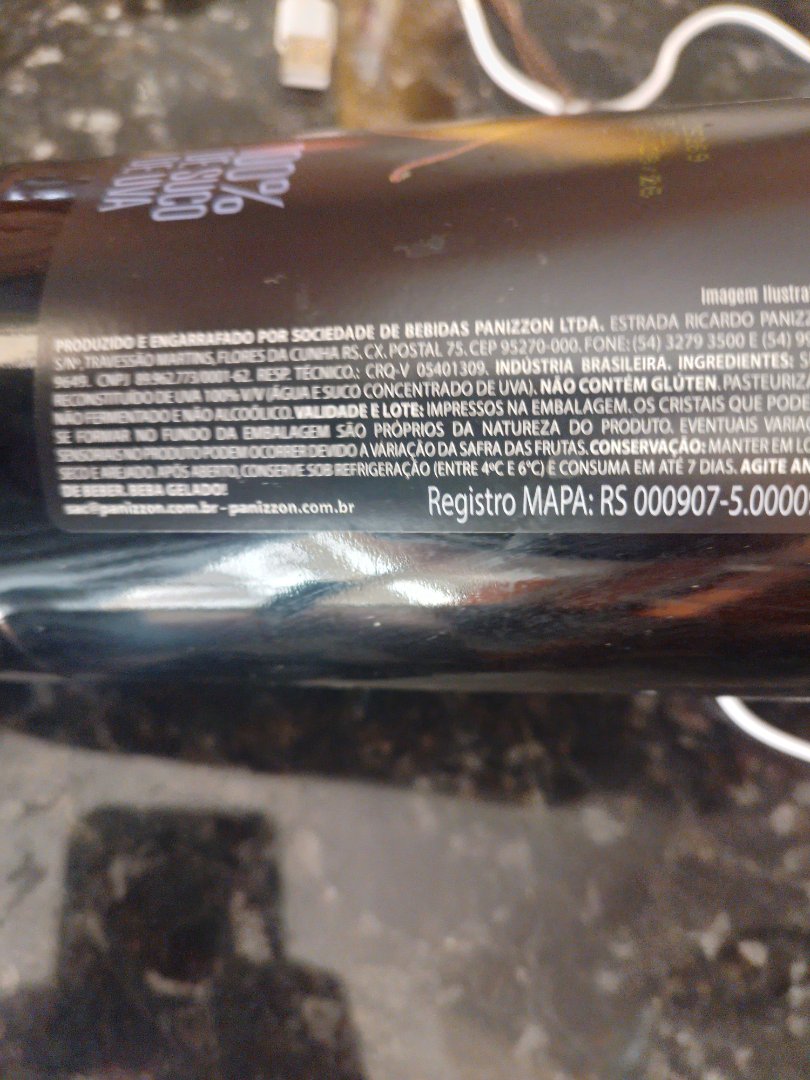 100%
DE SUCO
DE UVA
Imagem Ilustra
PRODUZIDO E ENGARRAFADO POR SOCIEDADE DE BEBIDAS PANIZZON LTDA. ESTRADA RICARDO PANIZ
S/Nº, TRAVESSÃO MARTINS, FLORES DA CUNHA RS. CX. POSTAL 75. CEP 95270-000. FONE: (54) 3279 3500 E (54) 9
9649. CNPJ RESP. TÉCNICO.: CRQ-V 05401309. INDÚSTRIA BRASILEIRA. INGREDIENTES: S
RECONSTITUÍDO DE UVA 100% V/V (ÁGUA E SUCO CONCENTRADO DE UVA). NÃO CONTÉM GLÚTEN. PASTEURIZ
NÃO FERMENTADO E NÃO ALCOÓLICO. VALIDADE E LOTE: IMPRESSOS NA EMBALAGEM. OS CRISTAIS QUE POD
SE FORMAR NO FUNDO DA EMBALAGEM SÃO PRÓPRIOS DA NATUREZA DO PRODUTO. EVENTUAIS VARIA
SENSORIAIS NO PRODUTO PODEM OCORRER DEVIDO A VARIAÇÃO DA SAFRA DAS FRUTAS. CONSERVAÇÃO: MANTER EM LO
SECO E AREJADO. APÓS ABERTO, CONSERVE SOB REFRIGERAÇÃO (ENTRE 4ºC E 6ºC) E CONSUMA EM ATÉ 7 DIAS. AGITE AN
DE BEBER. BEBA GELADO!
sac@panizzon.com.br - panizzon.com.br
Registro MAPA: RS 000907-5.0000